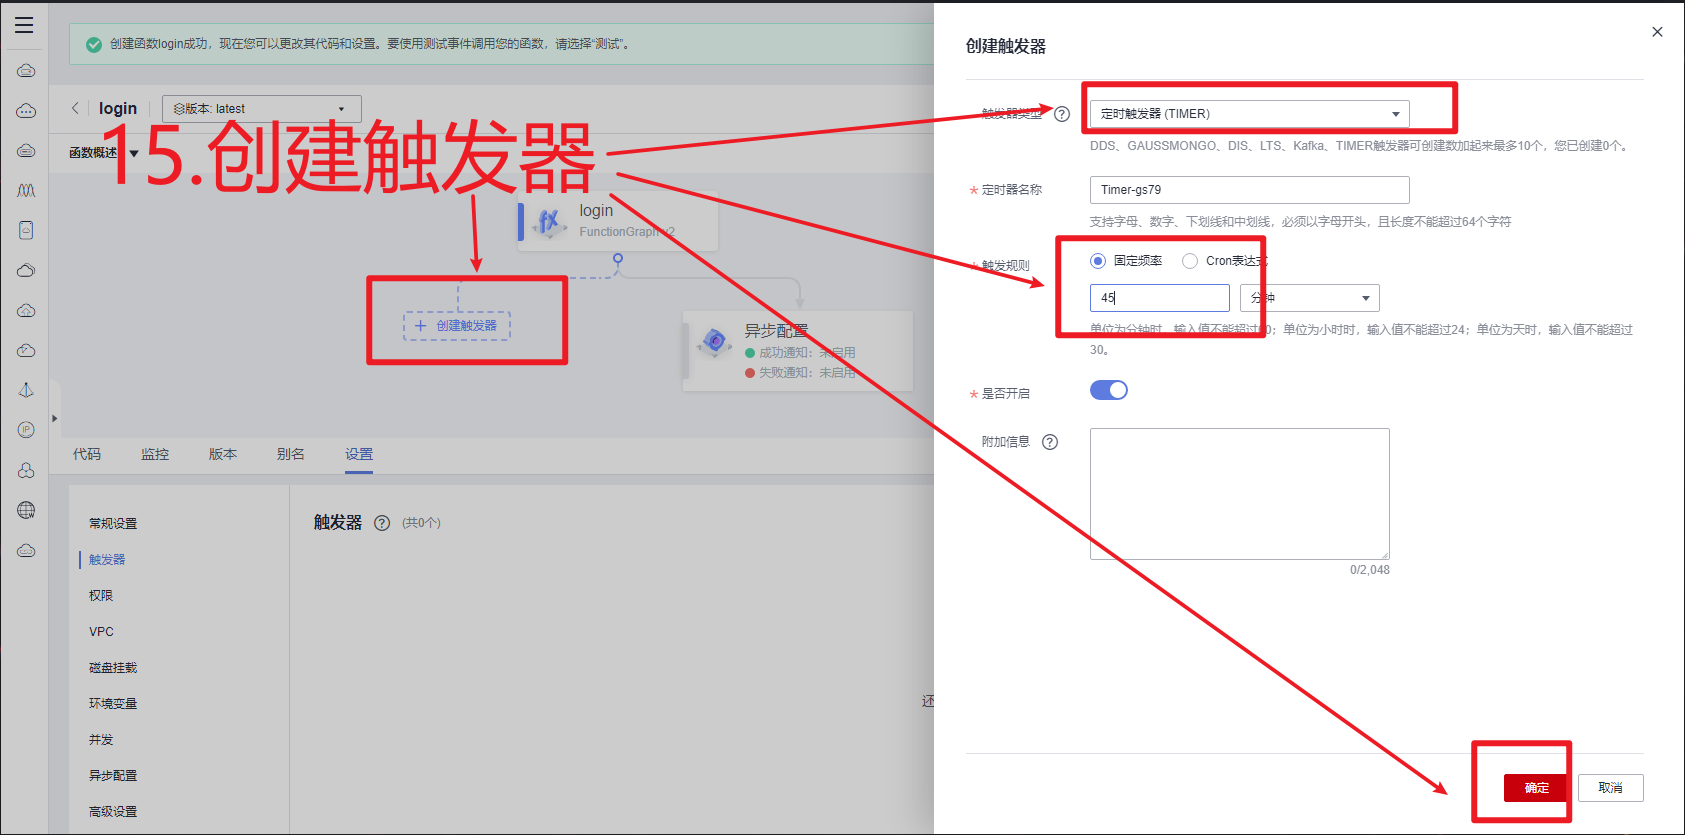 创建函数login成功，现在您可以更改其代码和设置。要使用测试事件调用您的函数，请选择“测试”。
login
版本: latest
函数概述
15.创建触发器
login
FunctionGraph v2
创建触发器
异步配置
成功通知：未启用
失败通知：未启用
代码
监控
版本
别名
设置
常规设置
触发器
权限
VPC
磁盘挂载
环境变量
并发
异步配置
高级设置
触发器
(共0个)
还
创建触发器
触发器类型
定时触发器 (TIMER)
DDS、GAUSSMONGO、DIS、LTS、Kafka、TIMER触发器可创建数加起来最多10个，您已创建0个。
* 定时器名称
Timer-gs79
支持字母、数字、下划线和中划线，必须以字母开头，且长度不能超过64个字符
* 触发规则
固定频率
Cron表达式
45
分钟
单位为分钟时，输入值不能超过60；单位为小时时，输入值不能超过24；单位为天时，输入值不能超过
30。
* 是否开启
附加信息
0/2,048
确定
取消